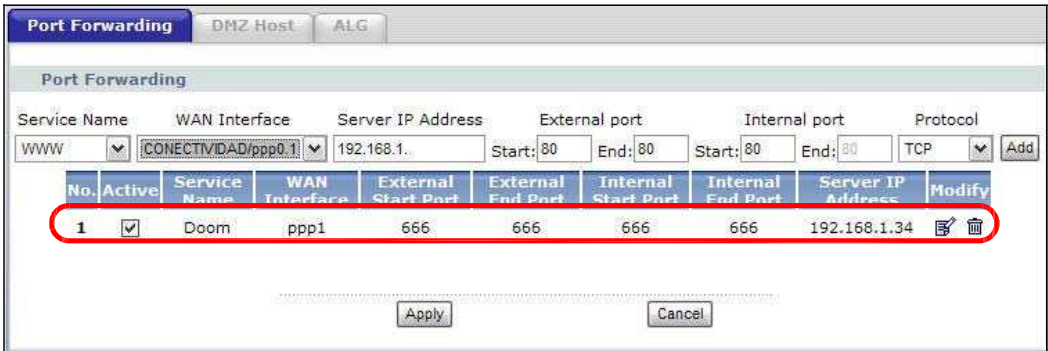 Port Forwarding DMZ Host ALG
Port Forwarding
Service Name WAN Interface Server IP Address External port Internal port Protocol
WWW CONECTIVIDAD/ppp0.1 192.168.1. Start: 80 End: 80 Start: 80 End: 80 TCP Add
No. Active Service Name WAN Interface External Start Port External End Port Internal Start Port Internal End Port Server IP Address Modify
1 Doom ppp1 666 666 666 666 192.168.1.34
Apply Cancel